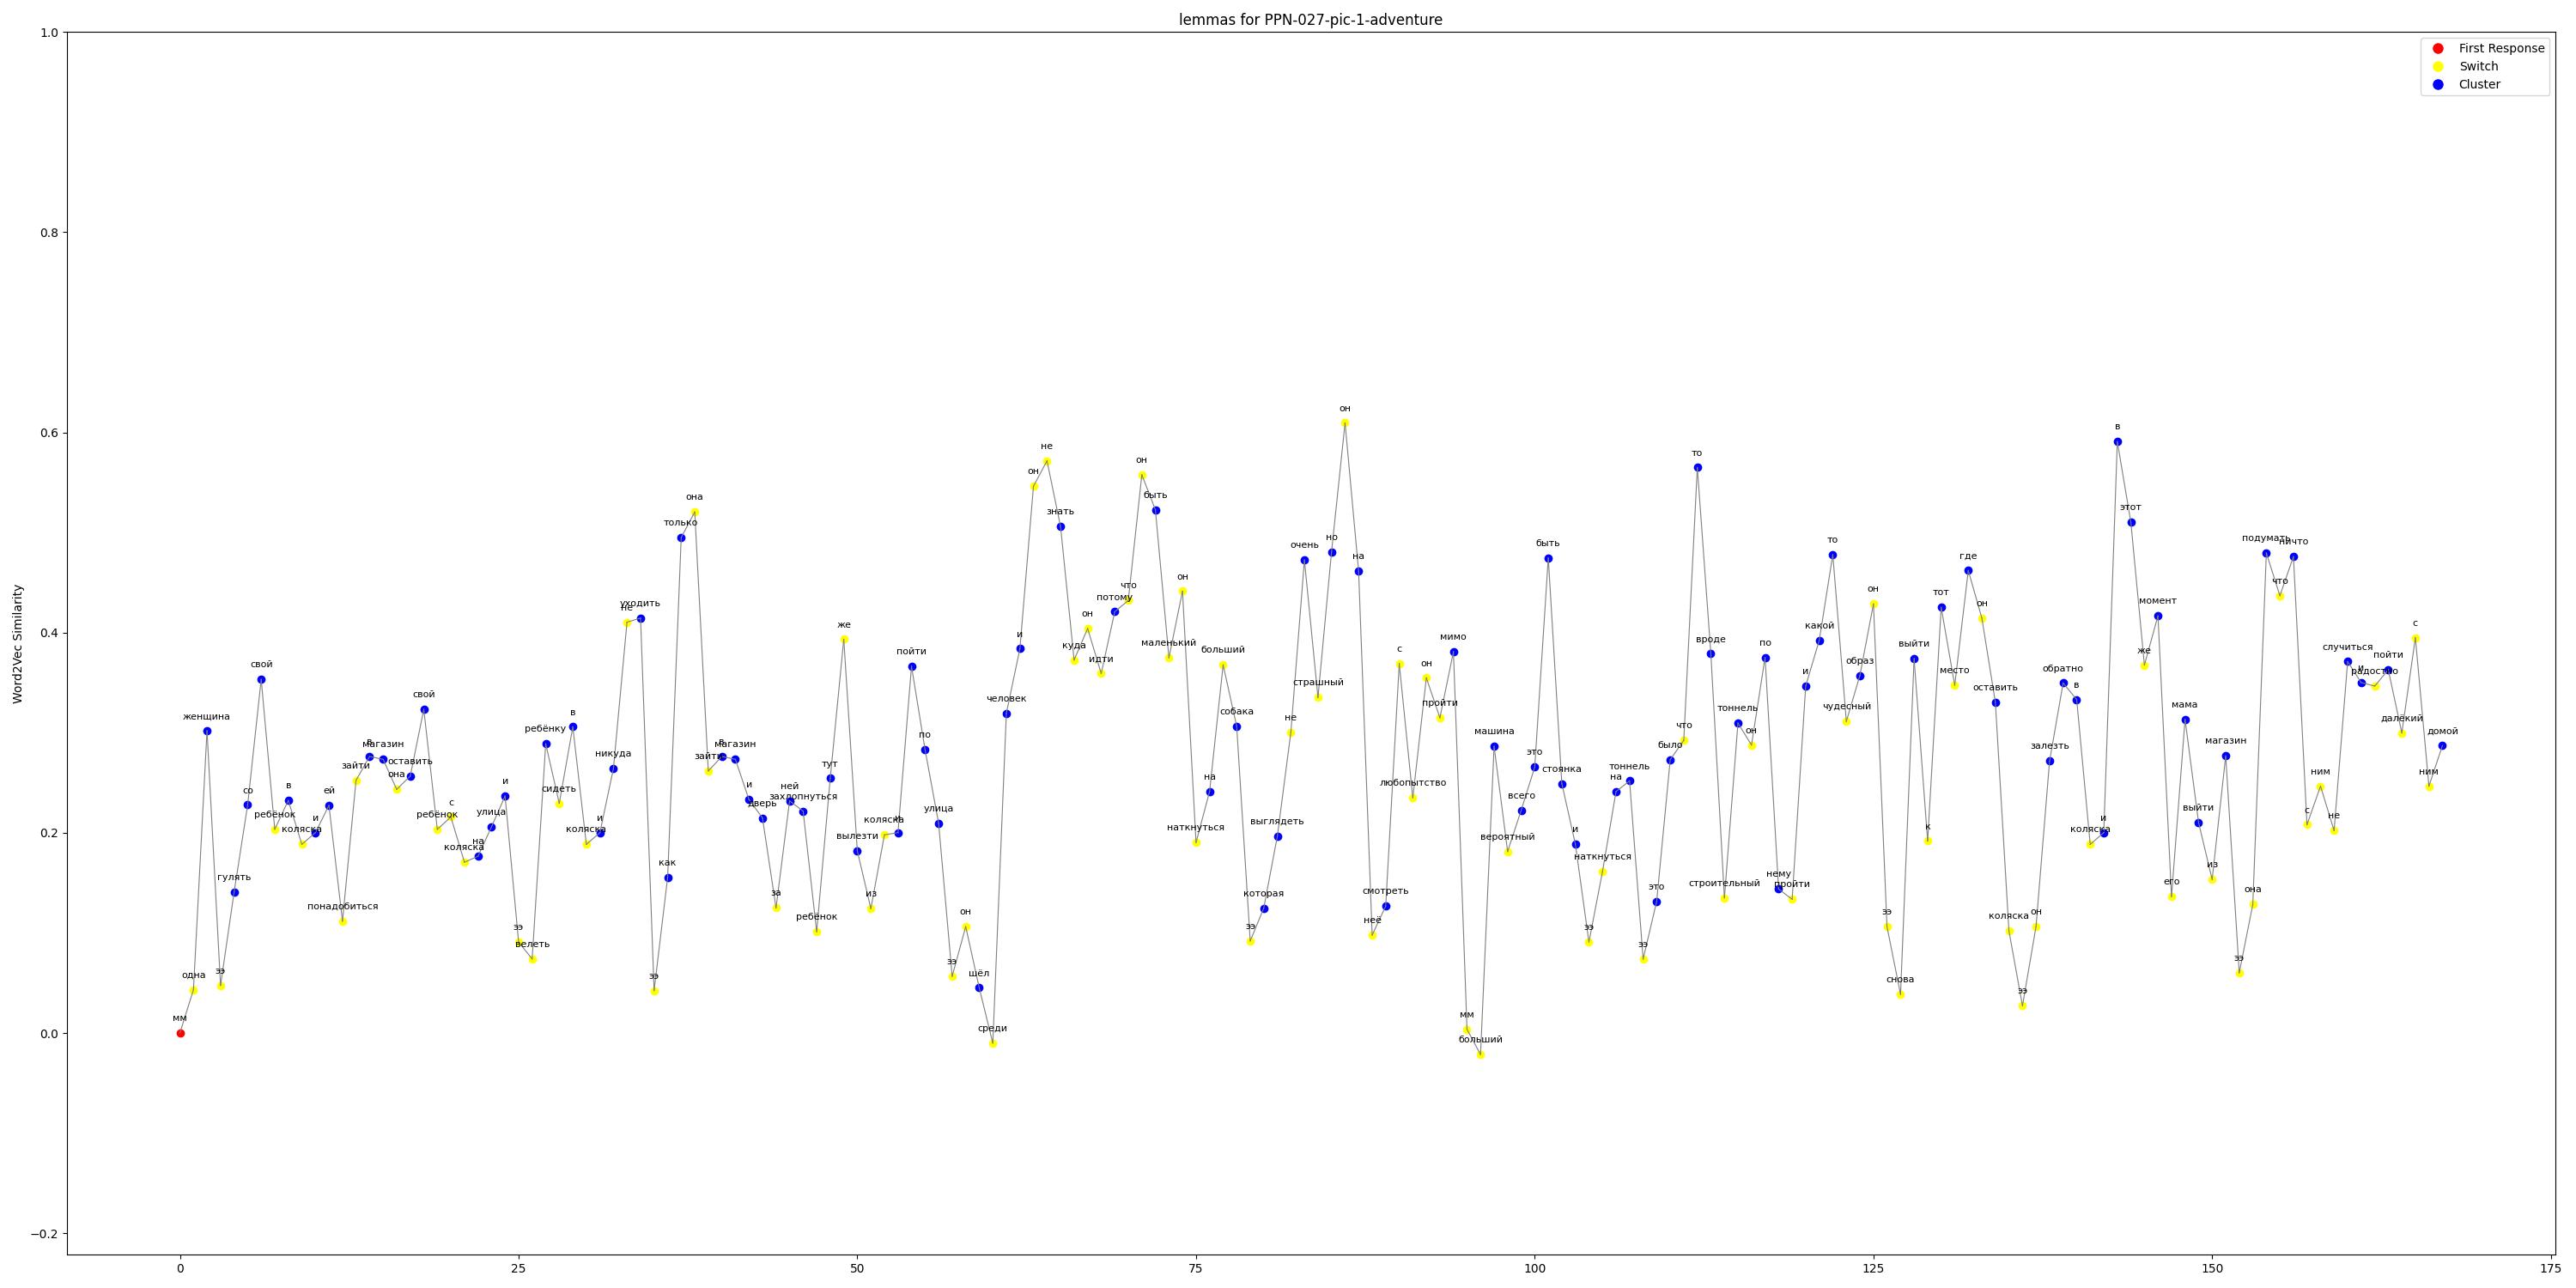 lemmas for PPN-027-pic-1-adventure
First Response
Switch
Cluster
Word2Vec Similarity
1.0
0.8
0.6
0.4
0.2
0.0
−0.2
0
25
50
75
100
125
150
175
мм
одна
женщина
ээ
гулять
со
свой
ребёнок
в
коляска
и
ей
понадобиться
зайти
в
магазин
она
оставить
свой
ребёнок
с
коляска
на
улица
и
ээ
велеть
ребёнку
сидеть
в
коляска
и
никуда
не
уходить
ээ
как
только
она
зайти
в
магазин
и
дверь
за
ней
захлопнуться
ребёнок
тут
же
вылезти
из
коляска
и
пойти
по
улица
ээ
он
шёл
среди
человек
и
он
не
знать
куда
он
идти
потому
что
он
быть
маленький
он
наткнуться
на
больший
собака
ээ
которая
выглядеть
не
очень
страшный
но
он
на
неё
смотреть
с
любопытство
он
пройти
мимо
мм
больший
машина
вероятный
всего
это
быть
стоянка
и
ээ
наткнуться
на
тоннель
ээ
это
было
что
то
вроде
строительный
тоннель
он
по
нему
пройти
и
какой
то
чудесный
образ
он
ээ
снова
выйти
к
тот
место
где
он
оставить
коляска
ээ
он
залезть
обратно
в
коляска
и
в
этот
же
момент
его
мама
выйти
из
магазин
ээ
она
подумать
что
ничто
с
ним
не
случиться
и
радостно
пойти
далёкий
с
ним
домой